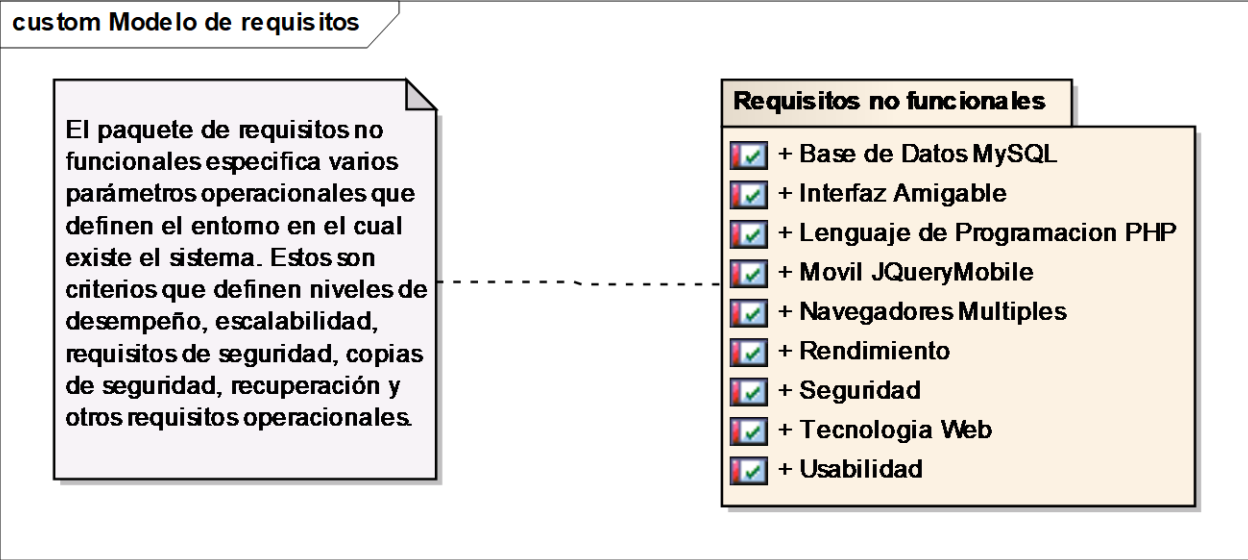 custom Modelo de requisitos
El paquete de requisitos no
funcionales especifica varios
parámetros operacionales que
definen el entorno en el cual
existe el sistema. Estos son
criterios que definen niveles de
desempeño, escalabilidad,
requisitos de seguridad, copias
de seguridad, recuperación y
otros requisitos operacionales.
Requisitos no funcionales
+ Base de Datos MySQL
+ Interfaz Amigable
+ Lenguaje de Programacion PHP
+ Movil JQueryMobile
+ Navegadores Multiples
+ Rendimiento
+ Seguridad
+ Tecnologia Web
+ Usabilidad